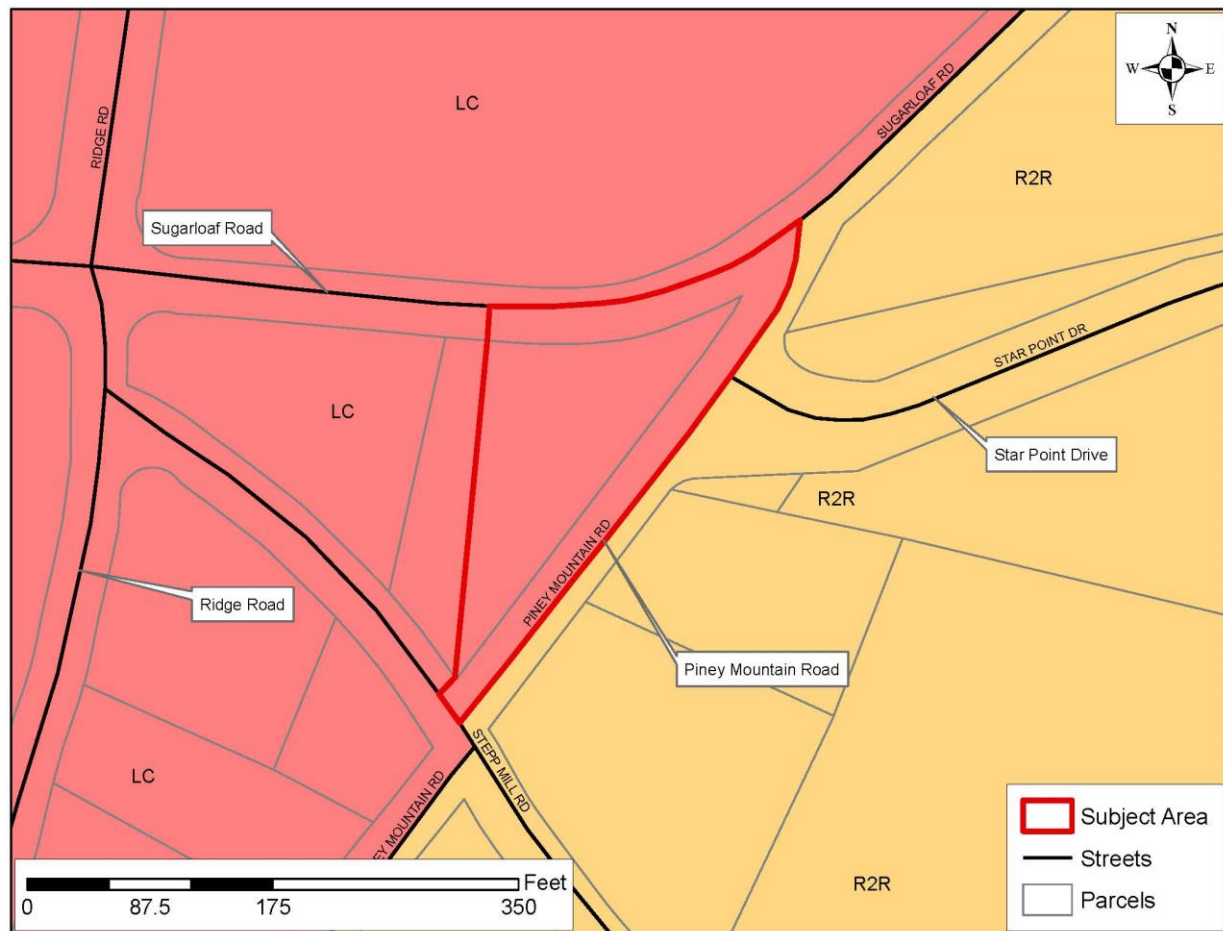 N
W E
S
LC
RIDGE RD
SUGARLOAF RD
R2R
Sugarloaf Road
STAR POINT DR
LC
Star Point Drive
R2R
PINEY MOUNTAIN RD
Ridge Road
Piney Mountain Road
STEPP MILL RD
LC
EY MOUNTAIN RD
R2R
Subject Area
Streets
Parcels
Feet
0 87.5 175 350